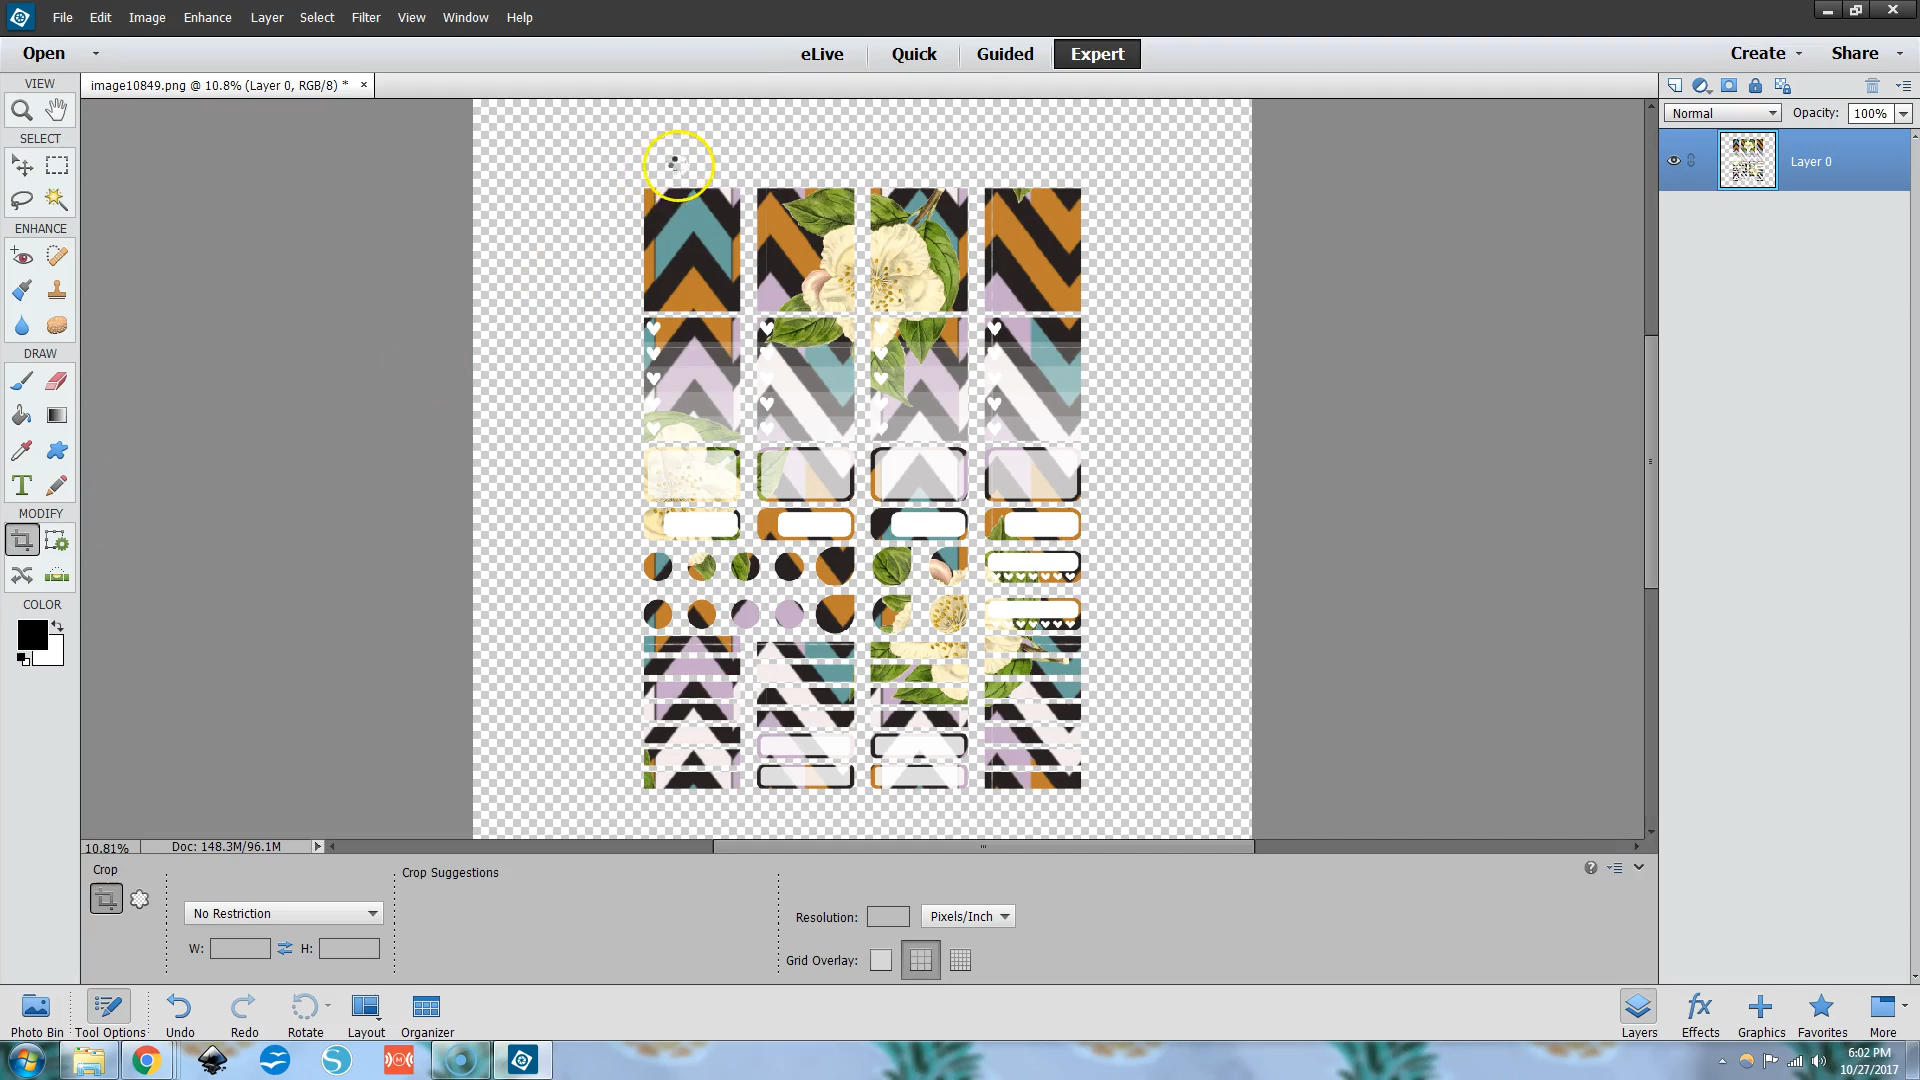 File Edit Image Enhance Layer Select Filter View Window Help
Open eLive Quick Guided Expert Create Share
image10849.png @ 10.8% (Layer 0, RGB/8) * ×
VIEW
SELECT
ENHANCE
DRAW
MODIFY
COLOR
Normal Opacity: 100%
Layer 0
10.81% Doc: 148.3M/96.1M
Crop
No Restriction
W: H:
Crop Suggestions
Resolution: Pixels/Inch
Grid Overlay:
Photo Bin Tool Options Undo Redo Rotate Layout Organizer
Layers Effects Graphics Favorites More
6:02 PM
10/27/2017